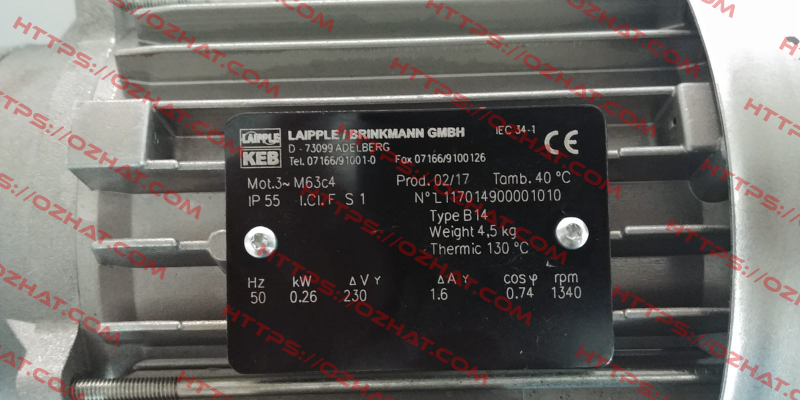 LAIPPLE
KEB
LAIPPLE / BRINKMANN GMBH
IEC 34-1
CE
D - 73099 ADELBERG
Tel. 07166/91001-0 Fax 07166/9100126
Mot.3~ M63c4 Prod. 02/17 Tamb. 40 °C
IP 55 I.Cl. F S 1 N° L117014900001010
Type B14
Weight 4,5 kg
Thermic 130 °C
Hz kW Δ V Y Δ A Y cos φ rpm
50 0.26 230 1.6 0.74 1340
HTTPS://OZHAT.COM